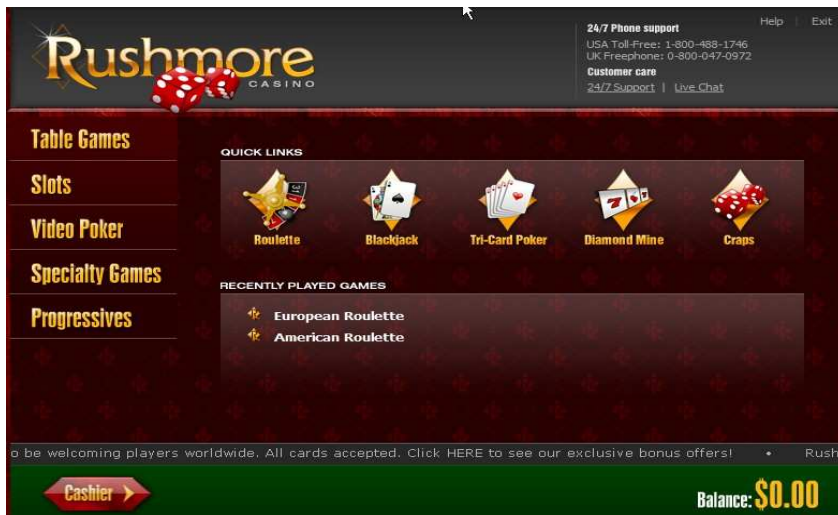 Rushmore
CASINO
24/7 Phone support
USA Toll-Free: 1-800-488-1746
UK Freephone: 0-800-047-0972
Customer care
24/7 Support | Live Chat
Help | Exit
Table Games
Slots
Video Poker
Specialty Games
Progressives
QUICK LINKS
Roulette
Blackjack
Tri-Card Poker
Diamond Mine
Craps
RECENTLY PLAYED GAMES
European Roulette
American Roulette
o be welcoming players worldwide. All cards accepted. Click HERE to see our exclusive bonus offers! • Rush
Cashier
Balance: $0.00